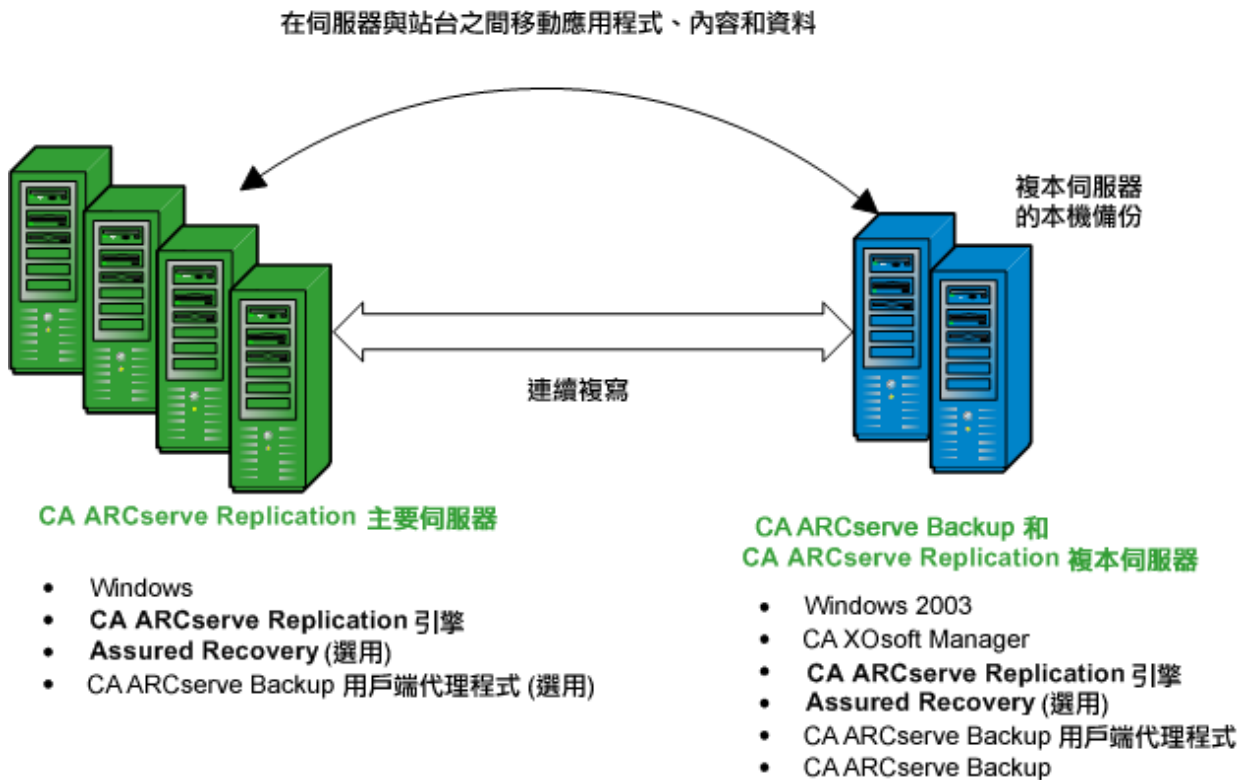 在伺服器與站台之間移動應用程式、內容和資料
複本伺服器
的本機備份
連續複寫
CA ARCserve Replication 主要伺服器
• Windows
• CA ARCserve Replication 引擎
• Assured Recovery (選用)
• CA ARCserve Backup 用戶端代理程式 (選用)
CA ARCserve Backup 和
CA ARCserve Replication 複本伺服器
• Windows 2003
• CA XOsoft Manager
• CA ARCserve Replication 引擎
• Assured Recovery (選用)
• CA ARCserve Backup 用戶端代理程式
• CA ARCserve Backup